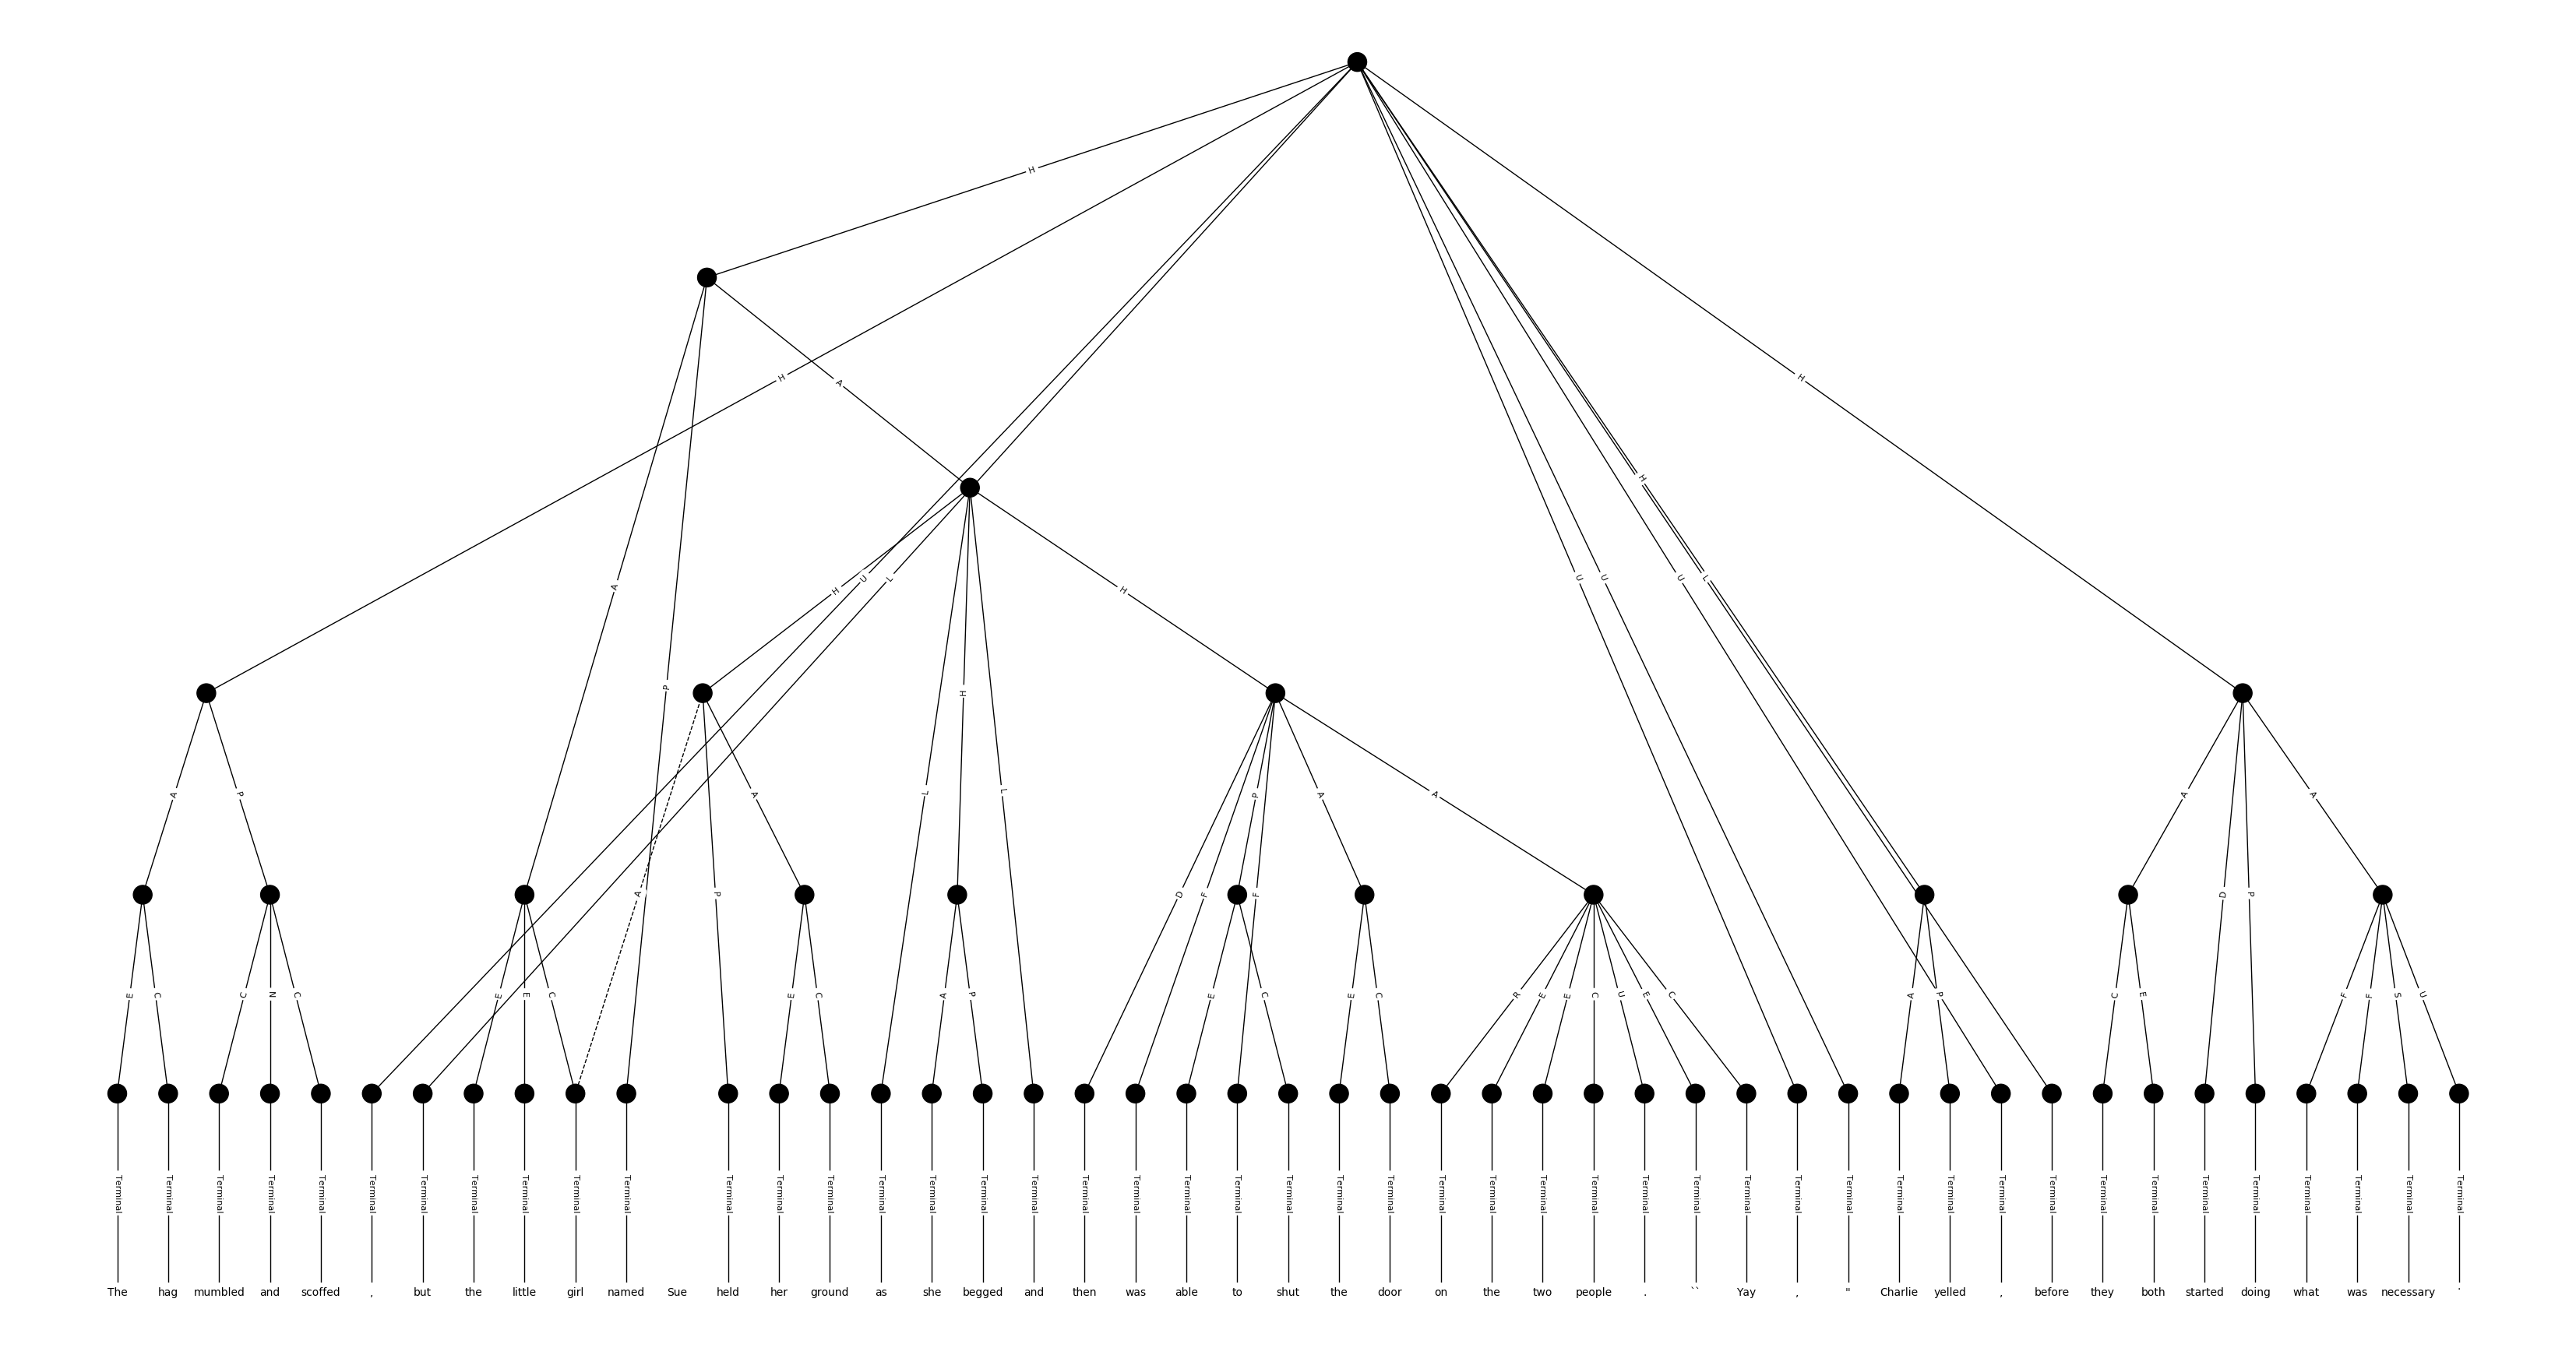 H
H
A
H
H
A
H
U
L
H
U
U
U
L
P
H
A
P
A
L
L
P
A
A
A
A
A
P
D
F
F
D
P
E
C
C
N
C
E
E
C
E
C
A
P
E
C
E
C
R
E
E
C
U
E
C
A
P
C
E
F
F
S
U
Terminal Terminal Terminal Terminal Terminal Terminal Terminal Terminal Terminal Terminal Terminal Terminal Terminal Terminal Terminal Terminal Terminal Terminal Terminal Terminal Terminal Terminal Terminal Terminal Terminal Terminal Terminal Terminal Terminal Terminal Terminal Terminal Terminal Terminal Terminal Terminal Terminal Terminal Terminal Terminal Terminal Terminal Terminal Terminal Terminal Terminal
The hag mumbled and scoffed , but the little girl named Sue held her ground as she begged and then was able to shut the door on the two people . `` Yay , " Charlie yelled , before they both started doing what was necessary .